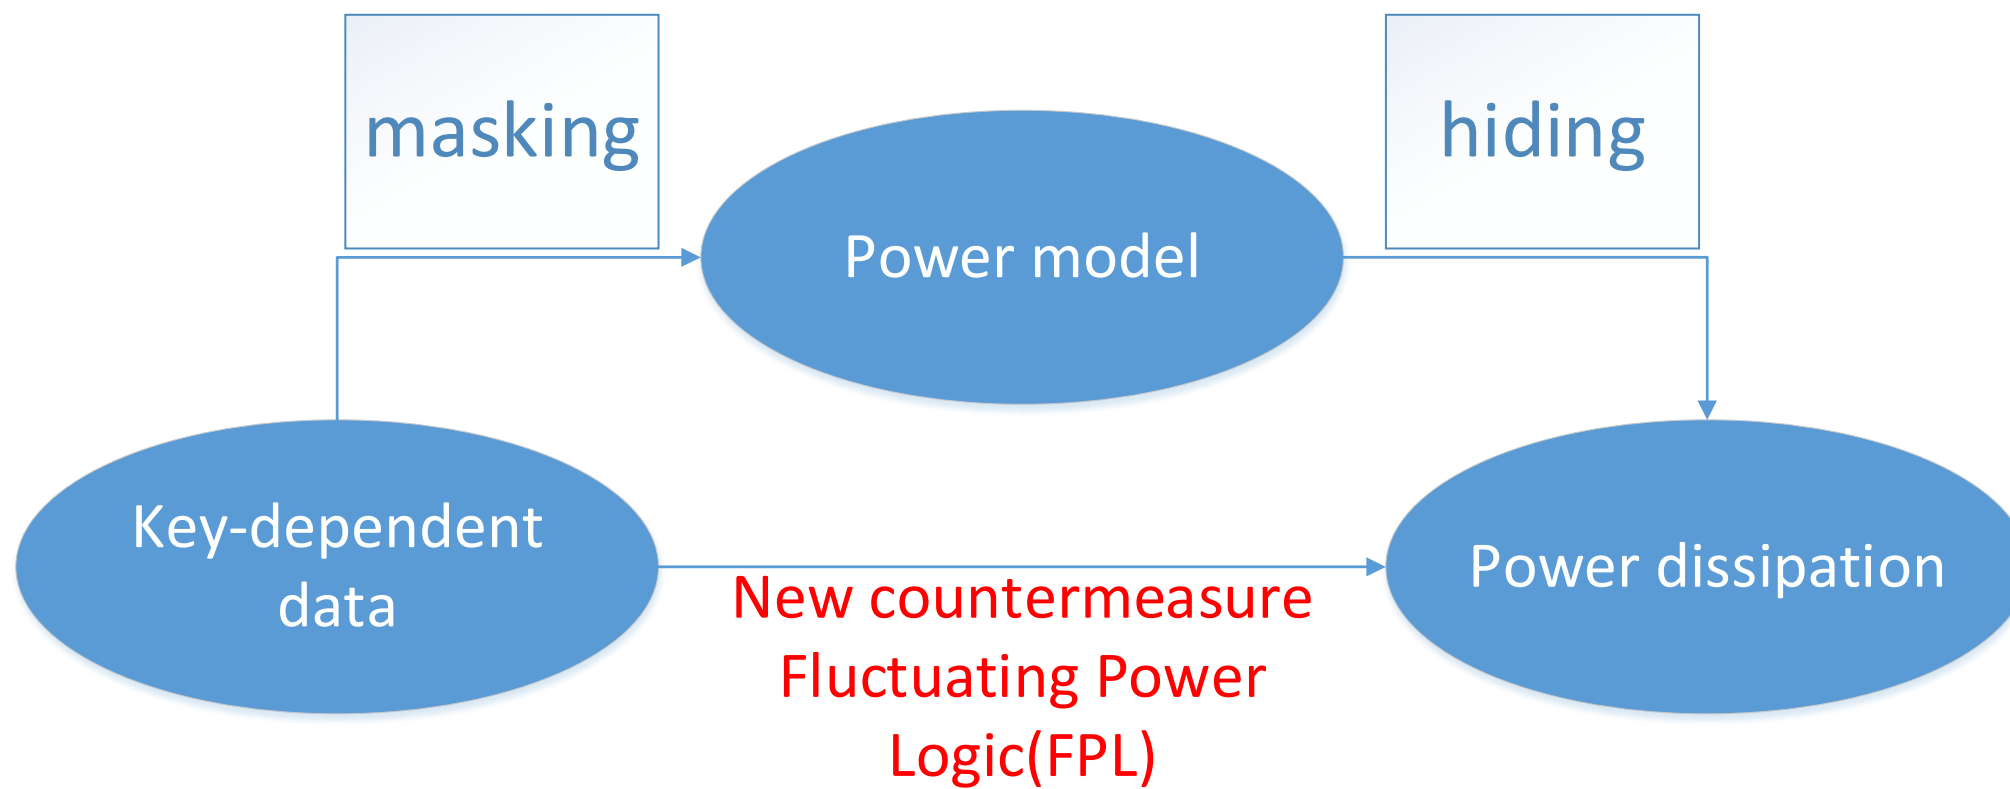 masking
hiding
Power model
Key-dependent
data
Power dissipation
New countermeasure
Fluctuating Power
Logic(FPL)